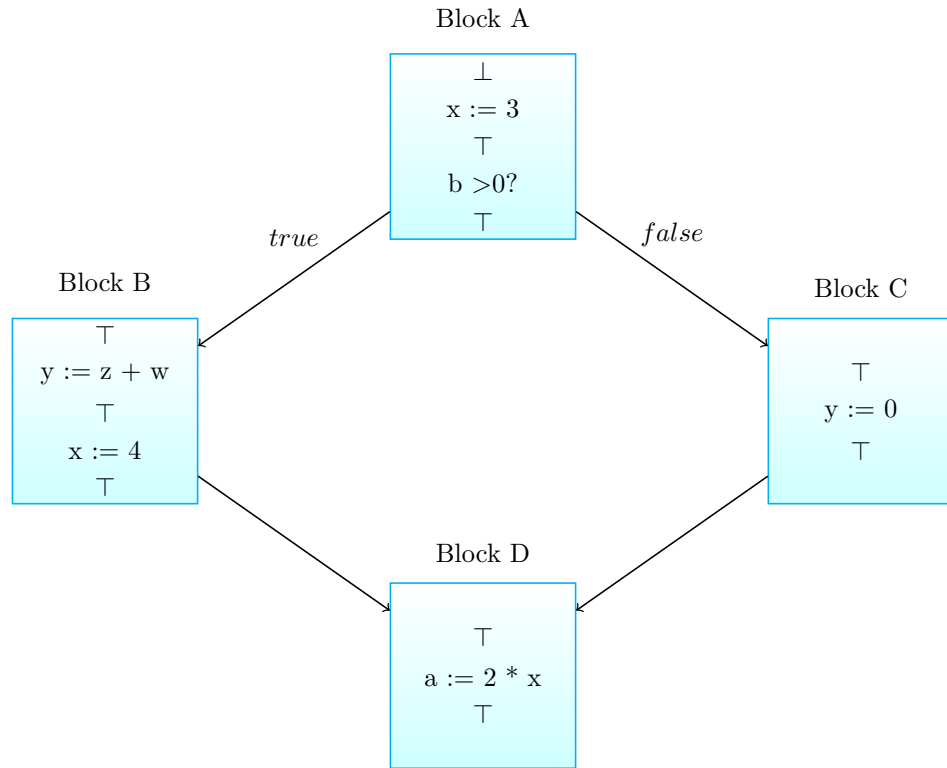 Block A
⊥
x := 3
⊤
b >0?
⊤
true
false
Block B
⊤
y := z + w
⊤
x := 4
⊤
Block C
⊤
y := 0
⊤
Block D
⊤
a := 2 * x
⊤